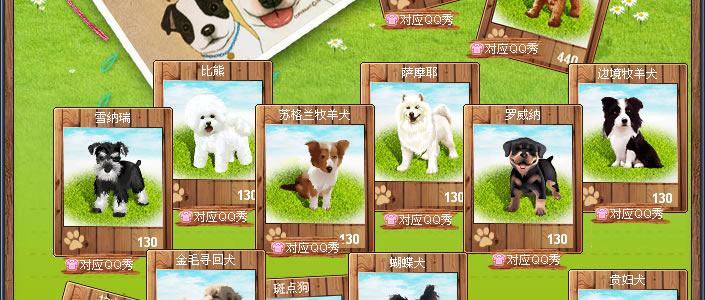 对应QQ秀
对应QQ秀
440
比熊
萨摩耶
边境牧羊犬
雪纳瑞
苏格兰牧羊犬
罗威纳
130
130
130
对应QQ秀
对应QQ秀
对应QQ秀
130
130
130
对应QQ秀
对应QQ秀
对应QQ秀
金毛寻回犬
蝴蝶犬
贵妇犬
斑点狗